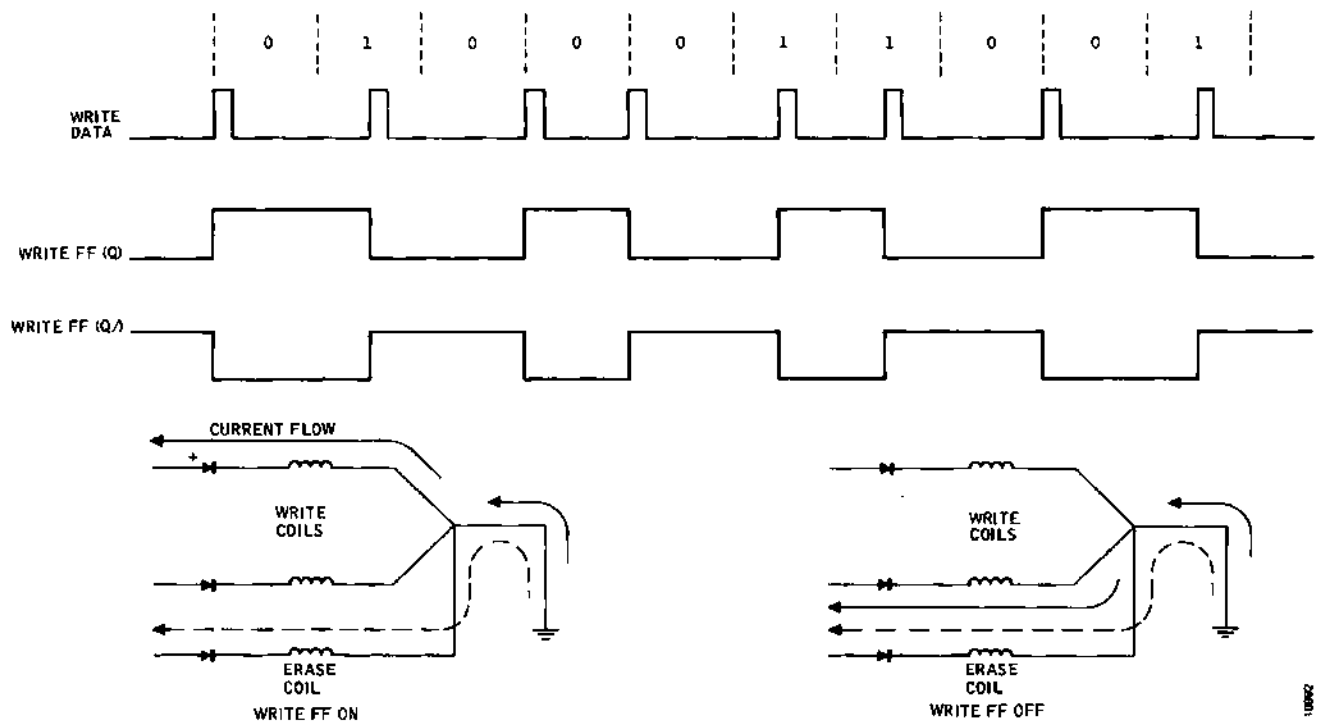 0 1 0 0 0 1 1 0 0 1
WRITE
DATA
WRITE FF (Q)
WRITE FF (Q/)
CURRENT FLOW
+
WRITE
COILS
ERASE
COIL
WRITE FF ON
WRITE
COILS
ERASE
COIL
WRITE FF OFF